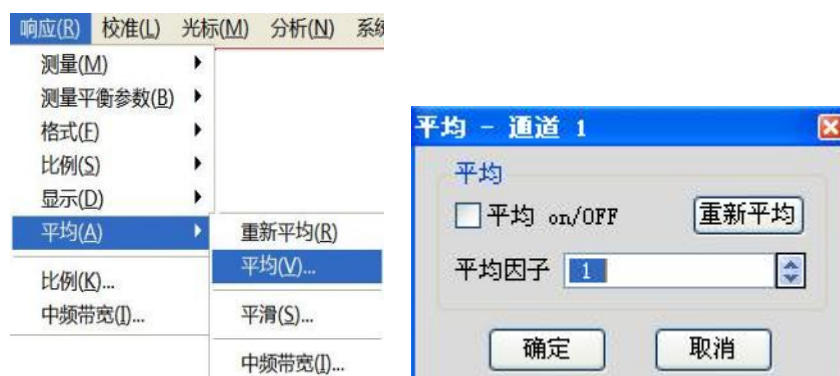 响应(R) 校准(L) 光标(M) 分析(N) 系统
测量(M)
测量平衡参数(B)
格式(F)
比例(S)
显示(D)
平均(A)
比例(K)...
中频带宽(I)...
重新平均(R)
平均(V)...
平滑(S)...
中频带宽(I)...
平均 - 通道 1
平均
平均 on/OFF 重新平均
平均因子 1
确定 取消